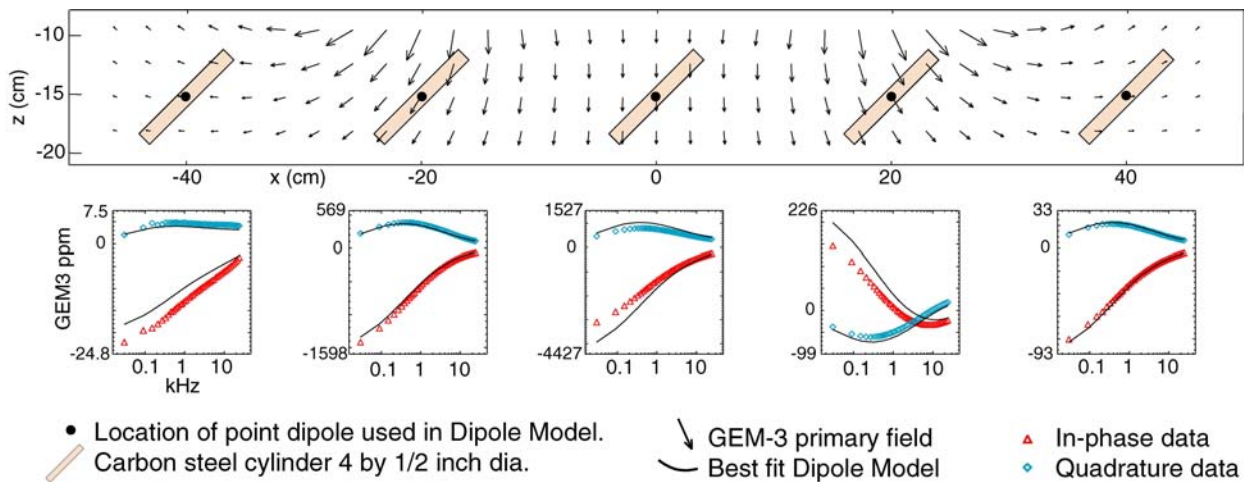 -10
-15
-20
z (cm)
-40
x (cm)
-20
0
20
40
7.5
0
-24.8
GEM3 ppm
0.1 1 10
kHz
569
0
-1598
0.1 1 10
1527
0
-4427
0.1 1 10
226
0
-99
0.1 1 10
33
0
-93
0.1 1 10
Location of point dipole used in Dipole Model.
Carbon steel cylinder 4 by 1/2 inch dia.
GEM-3 primary field
Best fit Dipole Model
In-phase data
Quadrature data